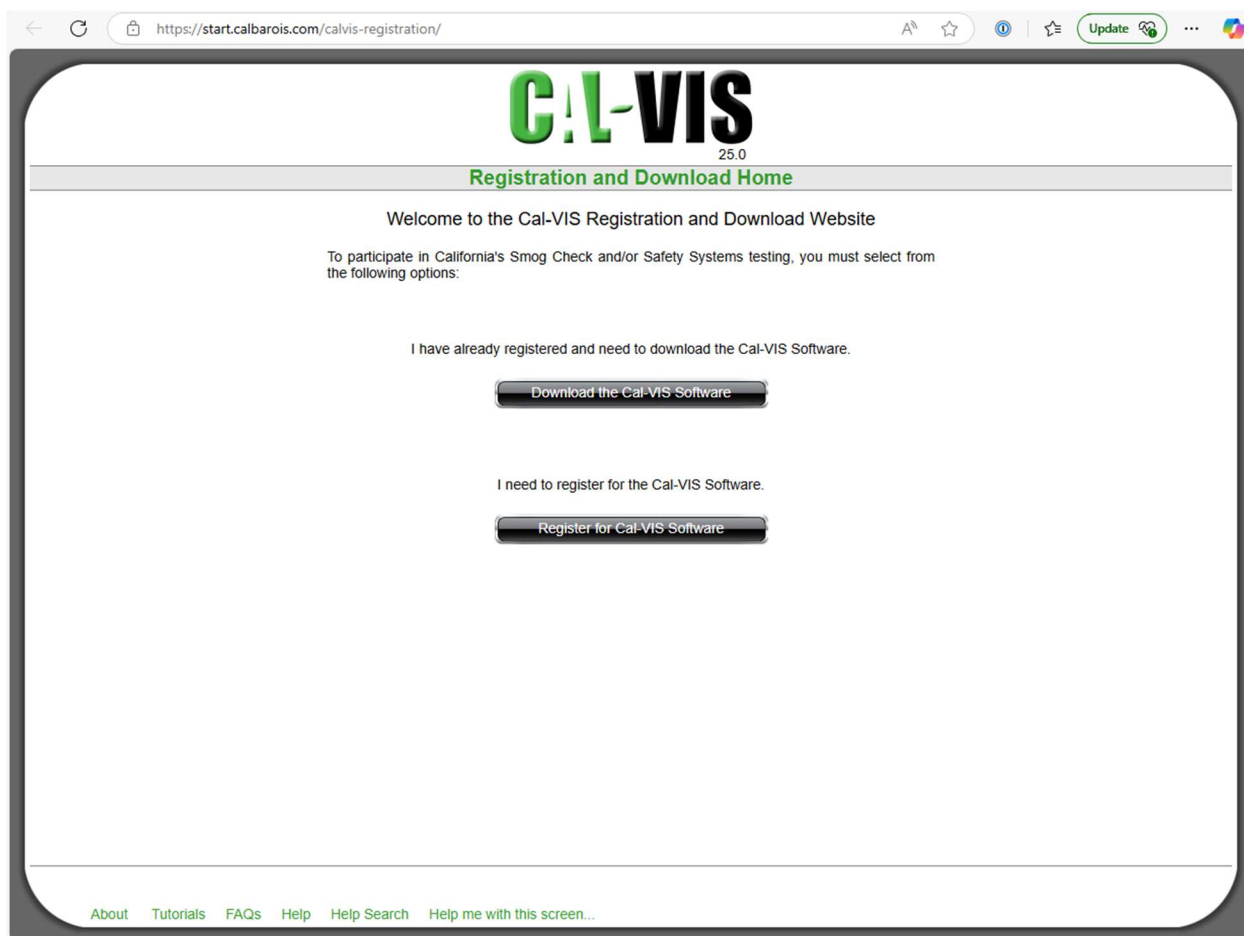 https://start.calbarois.com/calvis-registration/
Update
CAL-VIS
25.0
Registration and Download Home
Welcome to the Cal-VIS Registration and Download Website
To participate in California's Smog Check and/or Safety Systems testing, you must select from
the following options:
I have already registered and need to download the Cal-VIS Software.
Download the Cal-VIS Software
I need to register for the Cal-VIS Software.
Register for Cal-VIS Software
About Tutorials FAQs Help Help Search Help me with this screen...